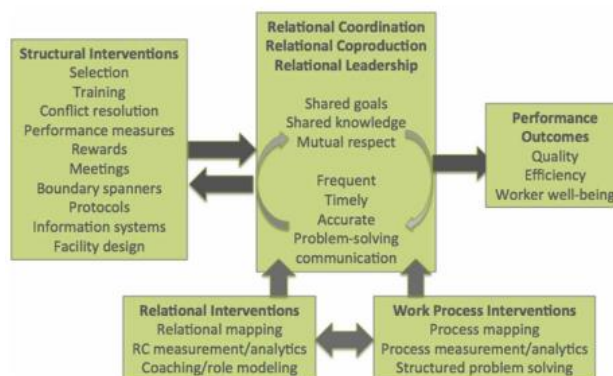 Structural Interventions
Selection
Training
Conflict resolution
Performance measures
Rewards
Meetings
Boundary spanners
Protocols
Information systems
Facility design
Relational Coordination
Relational Coproduction
Relational Leadership
Shared goals
Shared knowledge
Mutual respect
Frequent
Timely
Accurate
Problem-solving
communication
Performance
Outcomes
Quality
Efficiency
Worker well-being
Relational Interventions
Relational mapping
RC measurement/analytics
Coaching/role modeling
Work Process Interventions
Process mapping
Process measurement/analytics
Structured problem solving